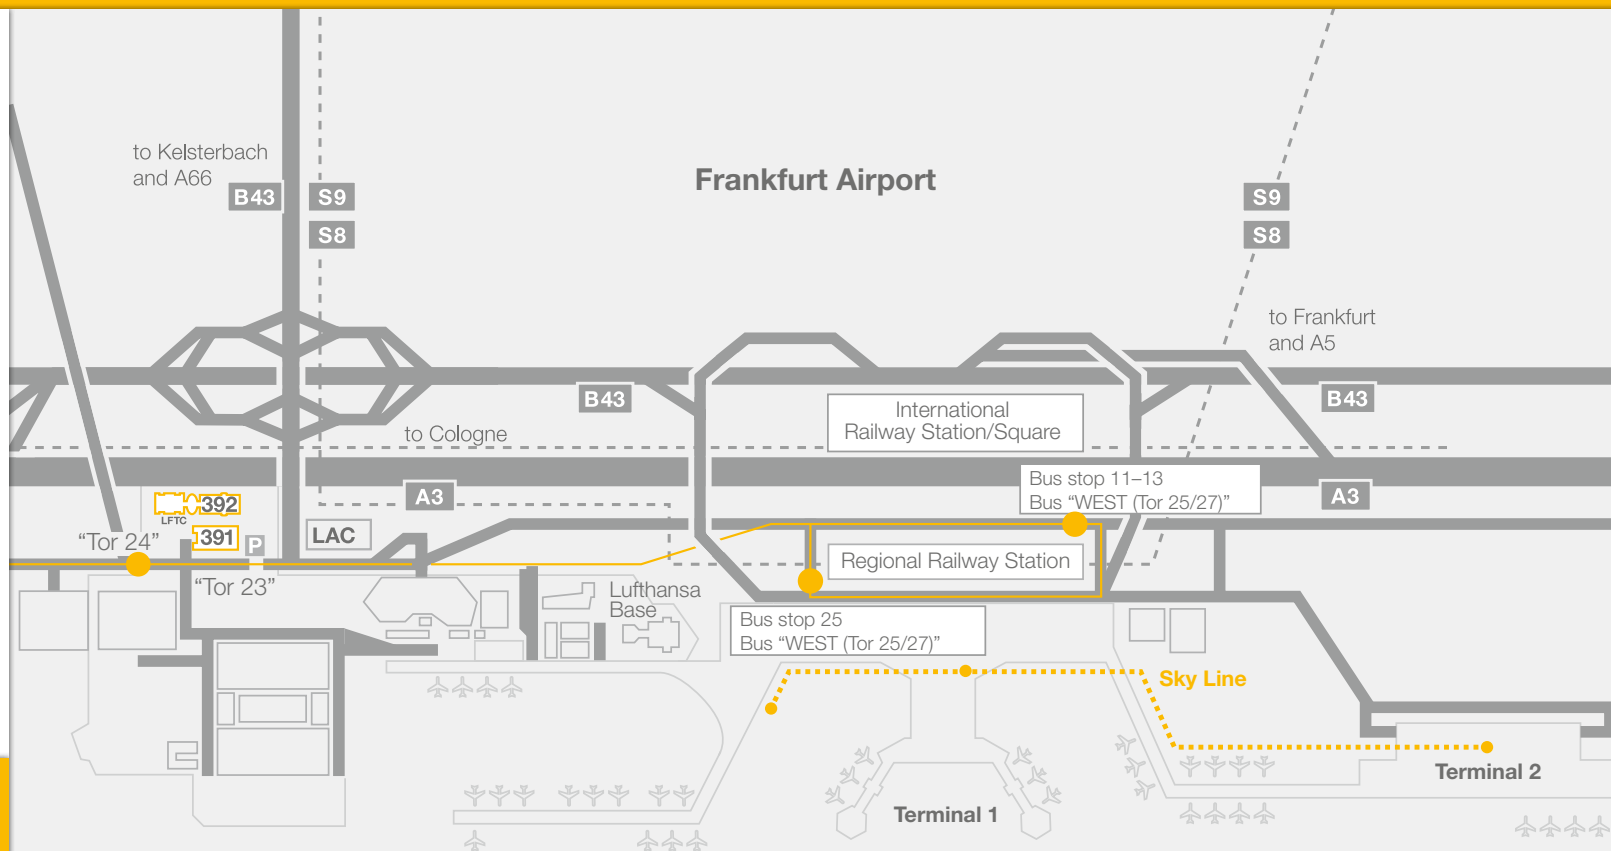 to Kelsterbach
and A66
B43
S9
S8
Frankfurt Airport
S9
S8
to Frankfurt
and A5
B43
B43
International
Railway Station/Square
to Cologne
A3
Bus stop 11–13
Bus “WEST (Tor 25/27)”
A3
392
LFTC
391
P
LAC
“Tor 24”
“Tor 23”
Regional Railway Station
Lufthansa
Base
Bus stop 25
Bus “WEST (Tor 25/27)”
Sky Line
Terminal 2
Terminal 1